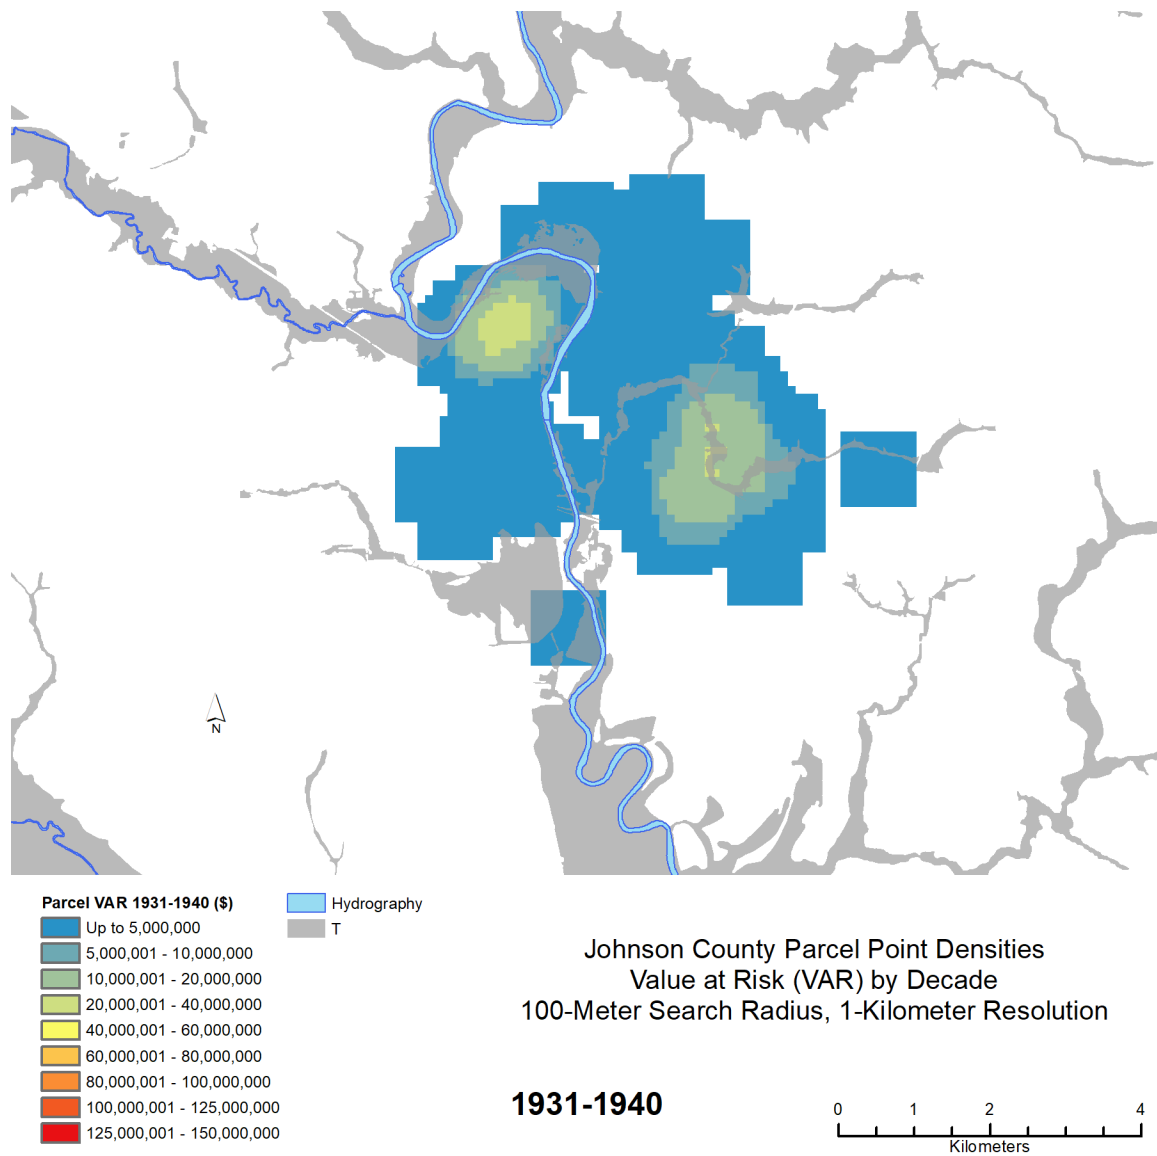 N
Parcel VAR 1931-1940 ($)
Up to 5,000,000
5,000,001 - 10,000,000
10,000,001 - 20,000,000
20,000,001 - 40,000,000
40,000,001 - 60,000,000
60,000,001 - 80,000,000
80,000,001 - 100,000,000
100,000,001 - 125,000,000
125,000,001 - 150,000,000
Hydrography
T
Johnson County Parcel Point Densities
Value at Risk (VAR) by Decade
100-Meter Search Radius, 1-Kilometer Resolution
1931-1940
0 1 2 4
Kilometers